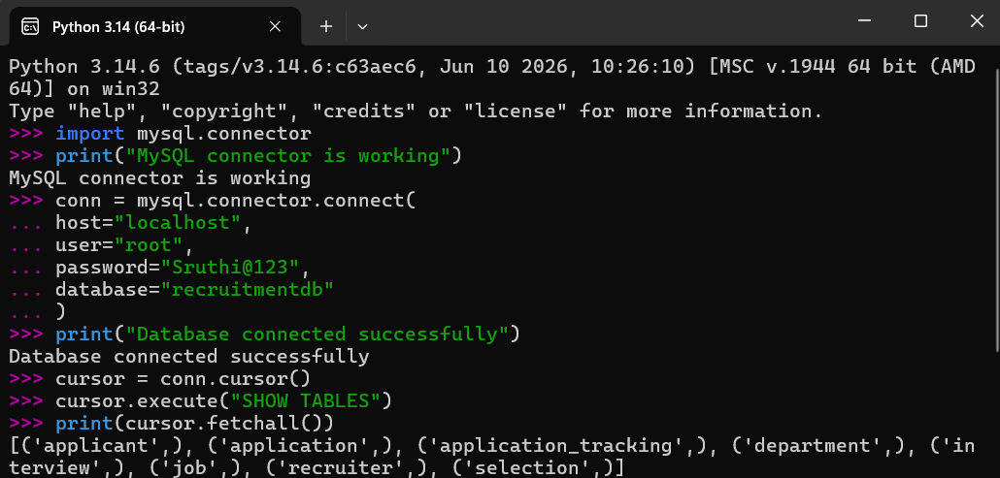 Python 3.14 (64-bit)
Python 3.14.6 (tags/v3.14.6:c63aec6, Jun 10 2026, 10:26:10) [MSC v.1944 64 bit (AMD
64)] on win32
Type "help", "copyright", "credits" or "license" for more information.
>>> import mysql.connector
>>> print("MySQL connector is working")
MySQL connector is working
>>> conn = mysql.connector.connect(
... host="localhost",
... user="root",
... password="Sruthi@123",
... database="recruitmentdb"
... )
>>> print("Database connected successfully")
Database connected successfully
>>> cursor = conn.cursor()
>>> cursor.execute("SHOW TABLES")
>>> print(cursor.fetchall())
[('applicant',), ('application',), ('application_tracking',), ('department',), ('in
terview',), ('job',), ('recruiter',), ('selection',)]